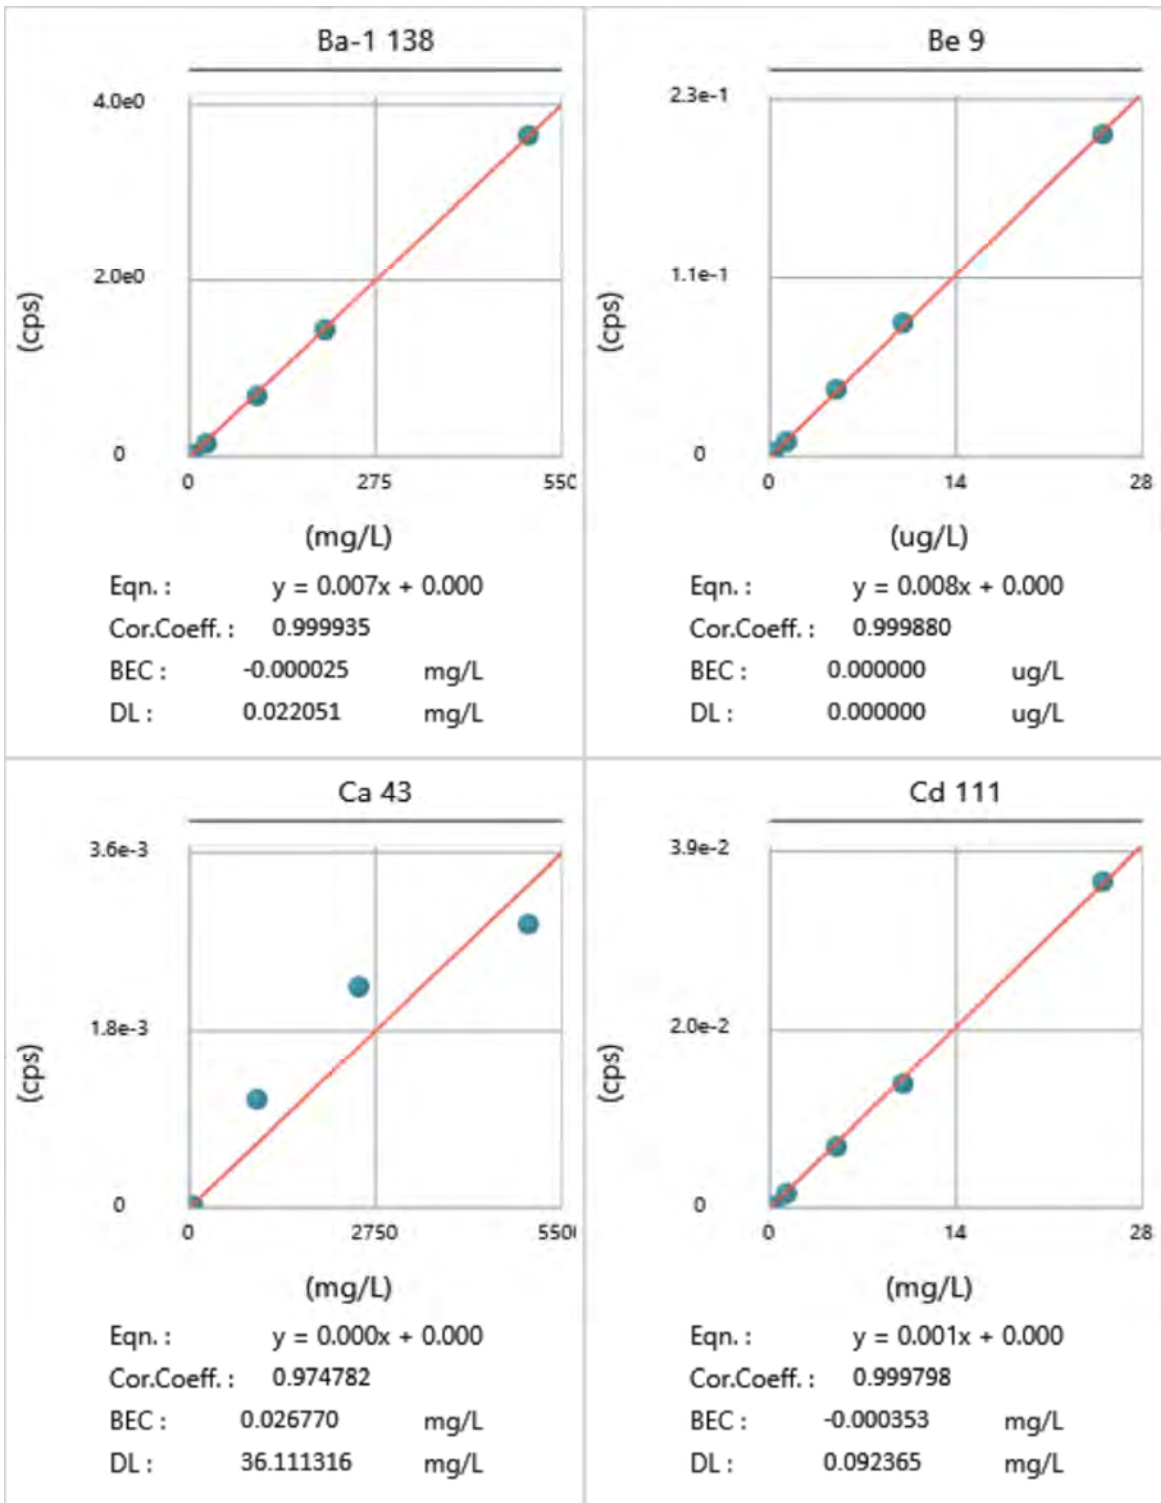 Ba-1 138
4.0e0
2.0e0
0
0 275 550
(cps)
(mg/L)
Eqn. : y = 0.007x + 0.000
Cor.Coeff. : 0.999935
BEC : -0.000025 mg/L
DL : 0.022051 mg/L
Be 9
2.3e-1
1.1e-1
0
0 14 28
(cps)
(ug/L)
Eqn. : y = 0.008x + 0.000
Cor.Coeff. : 0.999880
BEC : 0.000000 ug/L
DL : 0.000000 ug/L
Ca 43
3.6e-3
1.8e-3
0
0 2750 5500
(cps)
(mg/L)
Eqn. : y = 0.000x + 0.000
Cor.Coeff. : 0.974782
BEC : 0.026770 mg/L
DL : 36.111316 mg/L
Cd 111
3.9e-2
2.0e-2
0
0 14 28
(cps)
(mg/L)
Eqn. : y = 0.001x + 0.000
Cor.Coeff. : 0.999798
BEC : -0.000353 mg/L
DL : 0.092365 mg/L